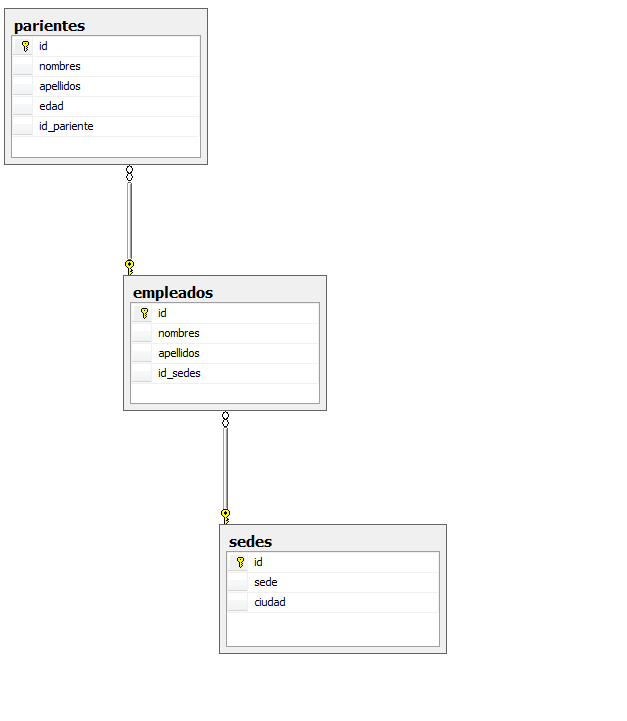 parientes
id
nombres
apellidos
edad
id_pariente
empleados
id
nombres
apellidos
id_sedes
sedes
id
sede
ciudad